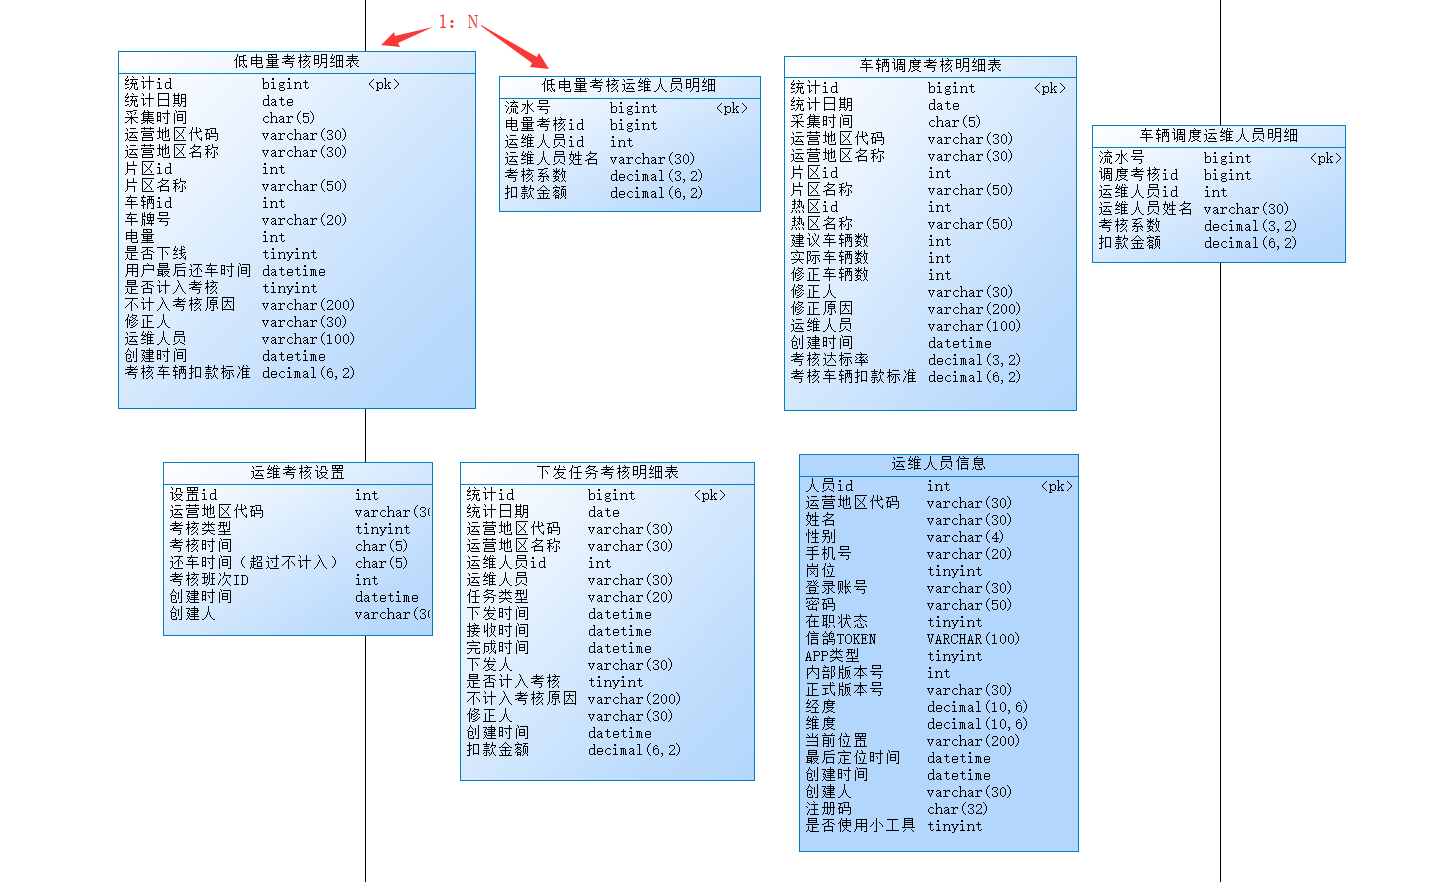 1: N
低电量考核明细表
统计id bigint <pk>
统计日期 date
采集时间 char(5)
运营地区代码 varchar(30)
运营地区名称 varchar(30)
片区id int
片区名称 varchar(50)
车辆id int
车牌号 varchar(20)
电量 int
是否下线 tinyint
用户最后还车时间 datetime
是否计入考核 tinyint
不计入考核原因 varchar(200)
修正人 varchar(30)
运维人员 varchar(100)
创建时间 datetime
考核车辆扣款标准 decimal(6,2)
低电量考核运维人员明细
流水号 bigint <pk>
电量考核id bigint
运维人员id int
运维人员姓名 varchar(30)
考核系数 decimal(3,2)
扣款金额 decimal(6,2)
车辆调度考核明细表
统计id bigint <pk>
统计日期 date
采集时间 char(5)
运营地区代码 varchar(30)
运营地区名称 varchar(30)
片区id int
片区名称 varchar(50)
热区id int
热区名称 varchar(50)
建议车辆数 int
实际车辆数 int
修正车辆数 int
修正人 varchar(30)
修正原因 varchar(200)
运维人员 varchar(100)
创建时间 datetime
考核达标率 decimal(3,2)
考核车辆扣款标准 decimal(6,2)
车辆调度运维人员明细
流水号 bigint <pk>
调度考核id bigint
运维人员id int
运维人员姓名 varchar(30)
考核系数 decimal(3,2)
扣款金额 decimal(6,2)
运维考核设置
设置id int
运营地区代码 varchar(30
考核类型 tinyint
考核时间 char(5)
还车时间（超过不计入） char(5)
考核班次ID int
创建时间 datetime
创建人 varchar(30
下发任务考核明细表
统计id bigint <pk>
统计日期 date
运营地区代码 varchar(30)
运营地区名称 varchar(30)
运维人员id int
运维人员 varchar(30)
任务类型 varchar(20)
下发时间 datetime
接收时间 datetime
完成时间 datetime
下发人 varchar(30)
是否计入考核 tinyint
不计入考核原因 varchar(200)
修正人 varchar(30)
创建时间 datetime
扣款金额 decimal(6,2)
运维人员信息
人员id int <pk>
运营地区代码 varchar(30)
姓名 varchar(30)
性别 varchar(4)
手机号 varchar(20)
岗位 tinyint
登录账号 varchar(30)
密码 varchar(50)
在职状态 tinyint
信鸽TOKEN VARCHAR(100)
APP类型 tinyint
内部版本号 int
正式版本号 varchar(30)
经度 decimal(10,6)
维度 decimal(10,6)
当前位置 varchar(200)
最后定位时间 datetime
创建时间 datetime
创建人 varchar(30)
注册码 char(32)
是否使用小工具 tinyint